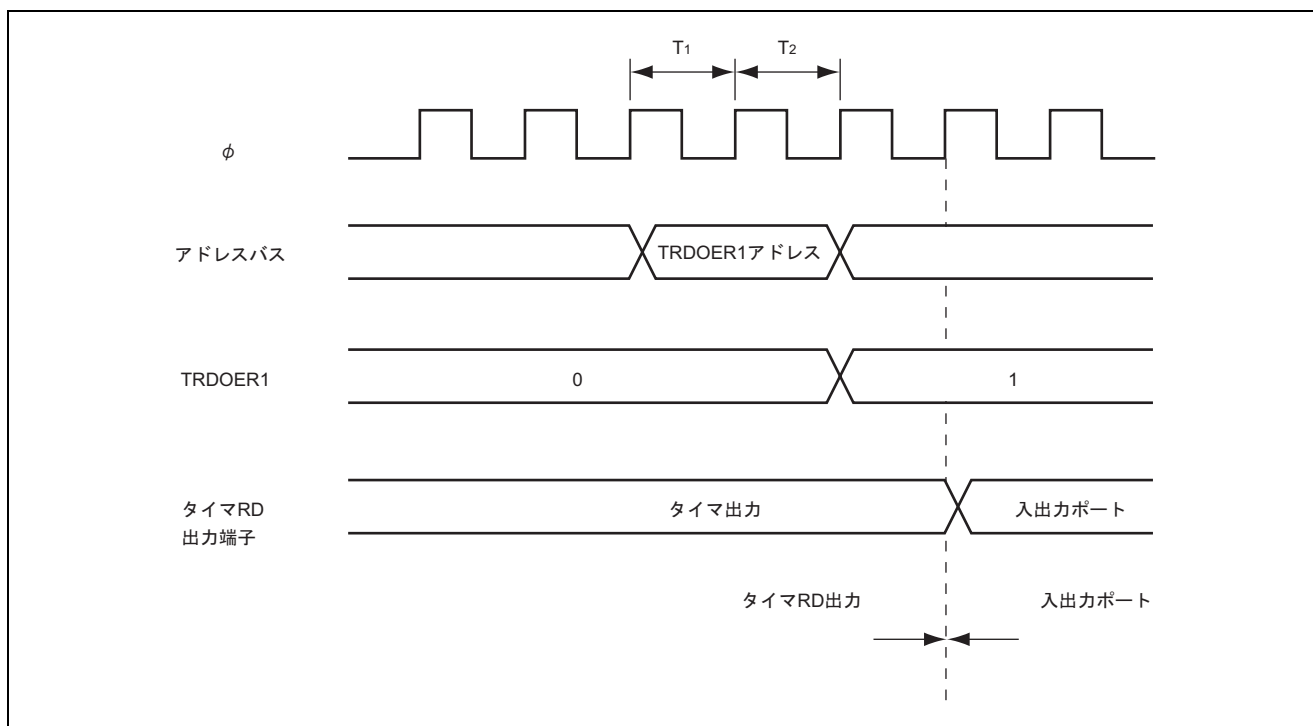 T1 T2
φ
アドレスバス TRDOER1アドレス
TRDOER1 0 1
タイマRD
出力端子 タイマ出力 入出力ポート
タイマRD出力 入出力ポート